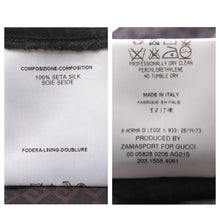 COMPOSIZIONE-COMPOSITION
100% SETA SILK
SOIE SEIDE
FODERA-LINING-DOUBLURE
PROFESSIONALLY DRY CLEAN
PERCHLORETHYLENE
NO TUMBLE DRY
MADE IN ITALY
FABRIQUE EN ITALIE
A NORMA DI LEGGE n. 883: 26/11/73
PRODUCED BY
ZAMASPORT FOR GUCCI
00 05828 0206 AG215
203.1558.4061